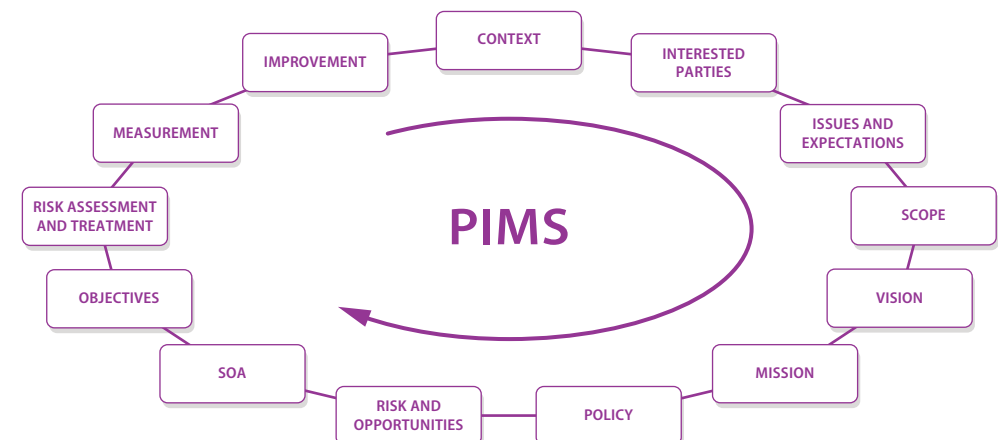 CONTEXT
INTERESTED
PARTIES
ISSUES AND
EXPECTATIONS
SCOPE
VISION
MISSION
POLICY
RISK AND
OPPORTUNITIES
SOA
OBJECTIVES
RISK ASSESSMENT
AND TREATMENT
MEASUREMENT
IMPROVEMENT
PIMS